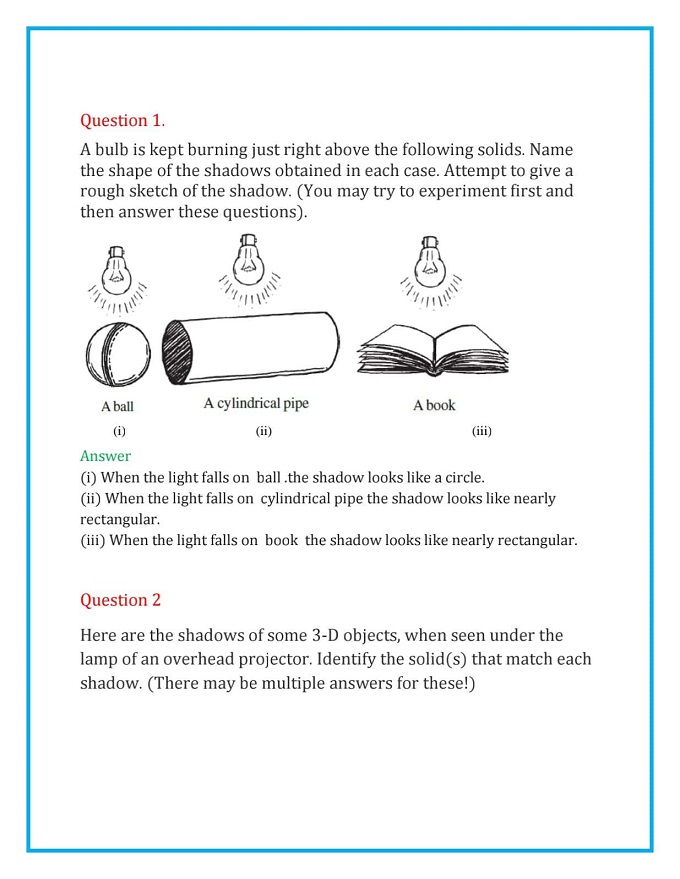 Question 1.
A bulb is kept burning just right above the following solids. Name
the shape of the shadows obtained in each case. Attempt to give a
rough sketch of the shadow. (You may try to experiment first and
then answer these questions).
A ball
A cylindrical pipe
A book
(i)
(ii)
(iii)
Answer
(i) When the light falls on  ball .the shadow looks like a circle.
(ii) When the light falls on  cylindrical pipe the shadow looks like nearly
rectangular.
(iii) When the light falls on  book  the shadow looks like nearly rectangular.
Question 2
Here are the shadows of some 3-D objects, when seen under the
lamp of an overhead projector. Identify the solid(s) that match each
shadow. (There may be multiple answers for these!)